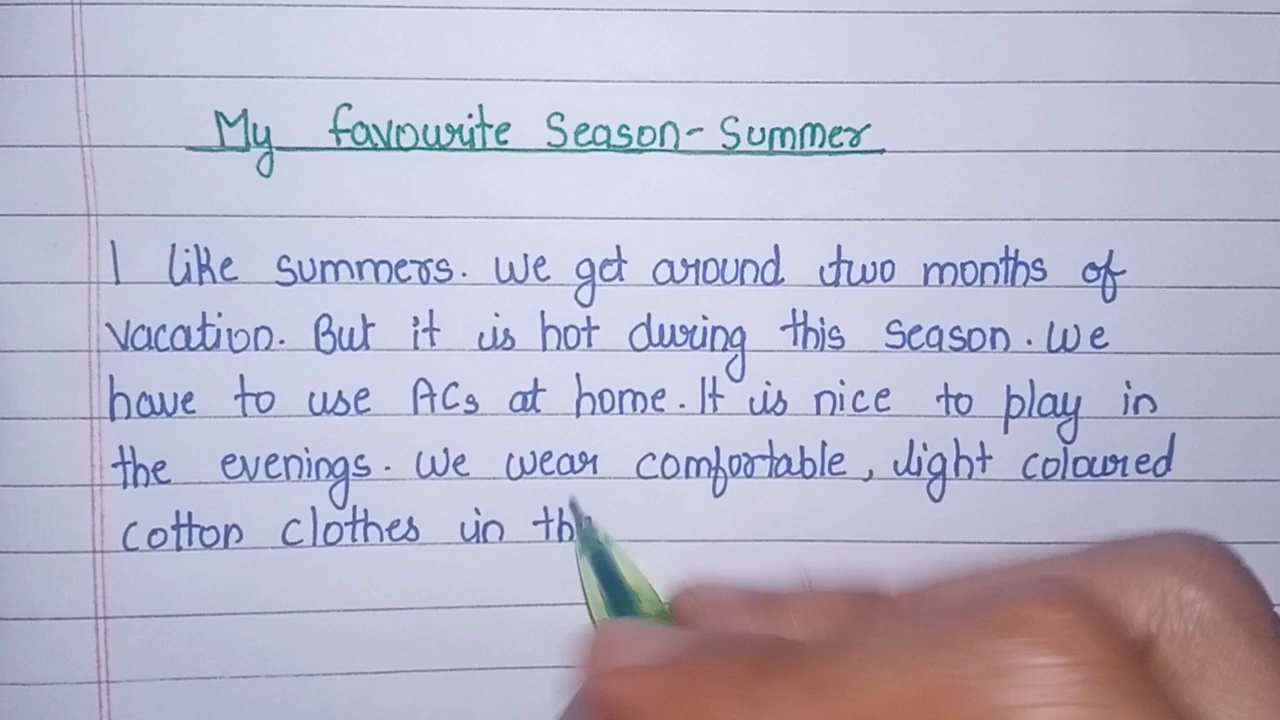 My favourite Season - Summer
I like summers. We get around two months of
vacation. But it is hot during this season. We
have to use ACs at home. It is nice to play in
the evenings. We wear comfortable, light coloured
cotton clothes in